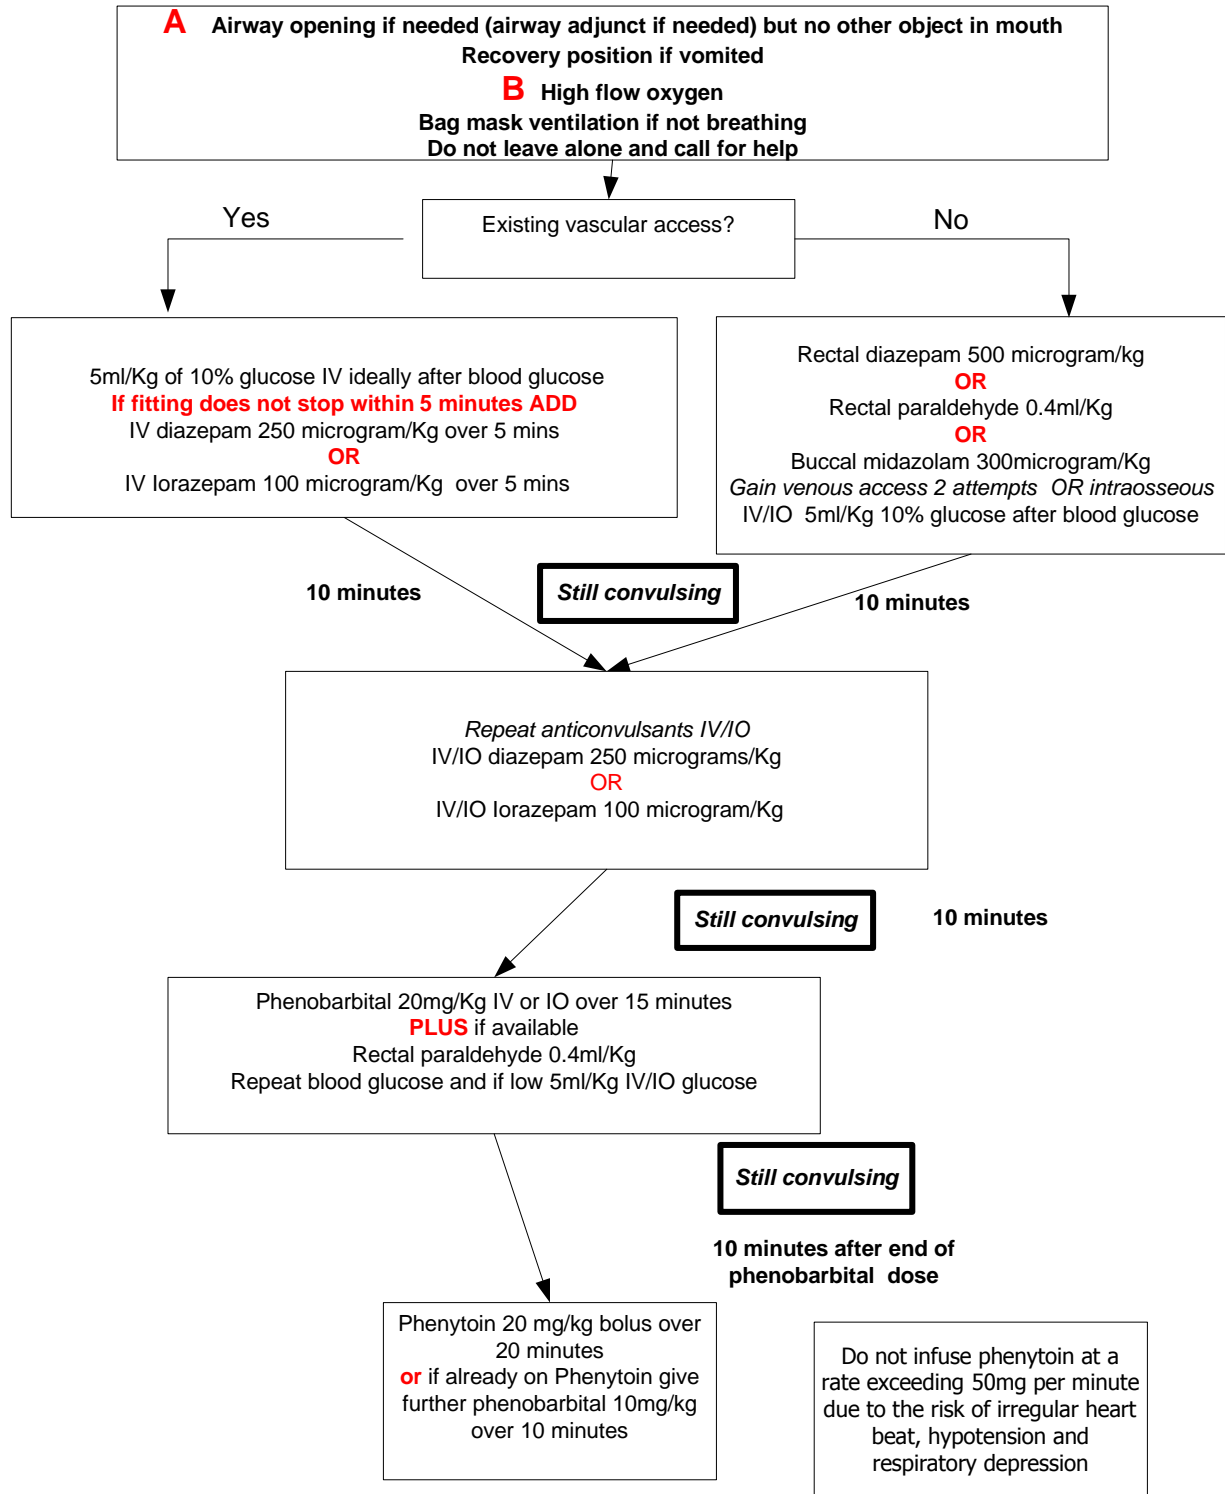 A Airway opening if needed (airway adjunct if needed) but no other object in mouth
Recovery position if vomited
B High flow oxygen
Bag mask ventilation if not breathing
Do not leave alone and call for help
Existing vascular access?
Yes
No
5ml/Kg of 10% glucose IV ideally after blood glucose
If fitting does not stop within 5 minutes ADD
IV diazepam 250 microgram/Kg over 5 mins
OR
IV lorazepam 100 microgram/Kg over 5 mins
Rectal diazepam 500 microgram/kg
OR
Rectal paraldehyde 0.4ml/Kg
OR
Buccal midazolam 300microgram/Kg
Gain venous access 2 attempts OR intraosseous
IV/IO 5ml/Kg 10% glucose after blood glucose
10 minutes
Still convulsing
10 minutes
Repeat anticonvulsants IV/IO
IV/IO diazepam 250 micrograms/Kg
OR
IV/IO lorazepam 100 microgram/Kg
Still convulsing
10 minutes
Phenobarbital 20mg/Kg IV or IO over 15 minutes
PLUS if available
Rectal paraldehyde 0.4ml/Kg
Repeat blood glucose and if low 5ml/Kg IV/IO glucose
Still convulsing
10 minutes after end of
phenobarbital dose
Phenytoin 20 mg/kg bolus over
20 minutes
or if already on Phenytoin give
further phenobarbital 10mg/kg
over 10 minutes
Do not infuse phenytoin at a
rate exceeding 50mg per minute
due to the risk of irregular heart
beat, hypotension and
respiratory depression